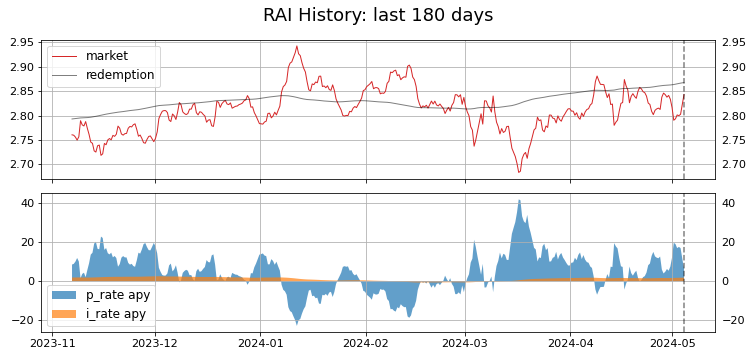 RAI History: last 180 days
2.95 2.95
market
redemption
2.90 2.90
2.85 2.85
2.80 2.80
2.75 2.75
2.70 2.70
40 40
20 20
0 0
p_rate apy
i_rate apy
−20 −20
2023-11 2023-12 2024-01 2024-02 2024-03 2024-04 2024-05